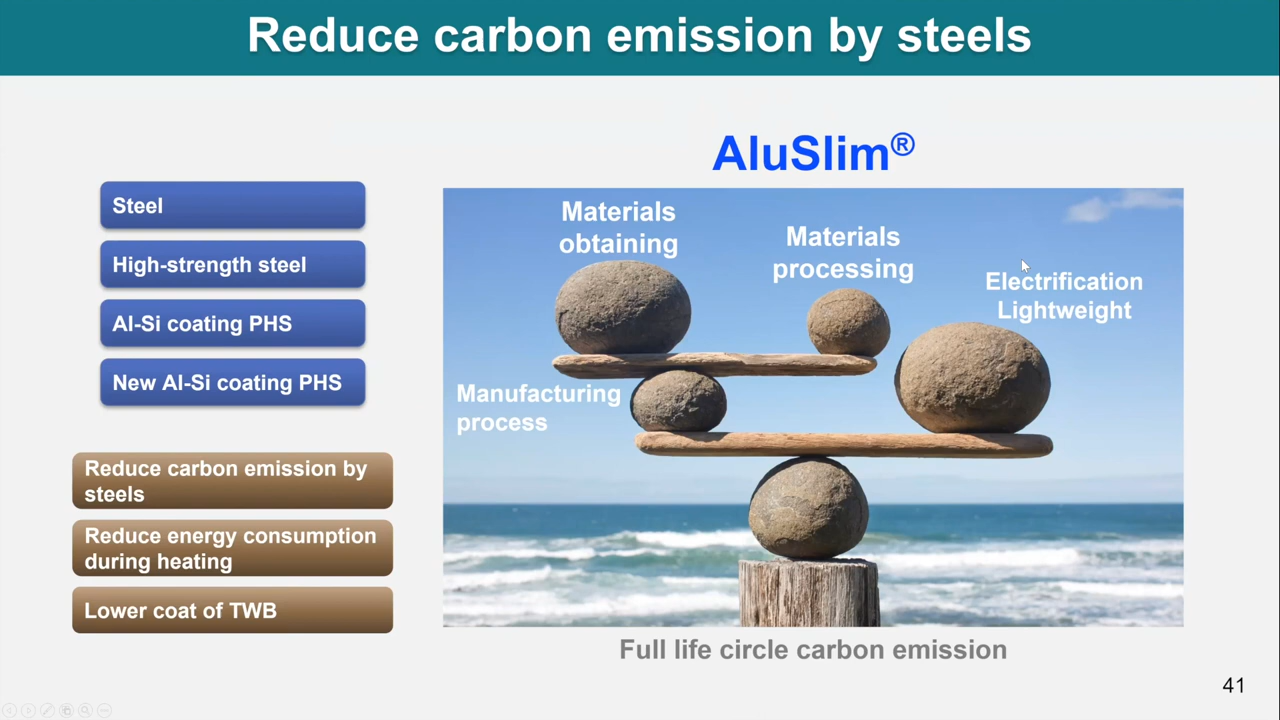 Reduce carbon emission by steels
AluSlim®
Steel
High-strength steel
Al-Si coating PHS
New Al-Si coating PHS
Reduce carbon emission by
steels
Reduce energy consumption
during heating
Lower coat of TWB
Materials
obtaining
Materials
processing
Electrification
Lightweight
Manufacturing
process
Full life circle carbon emission
41